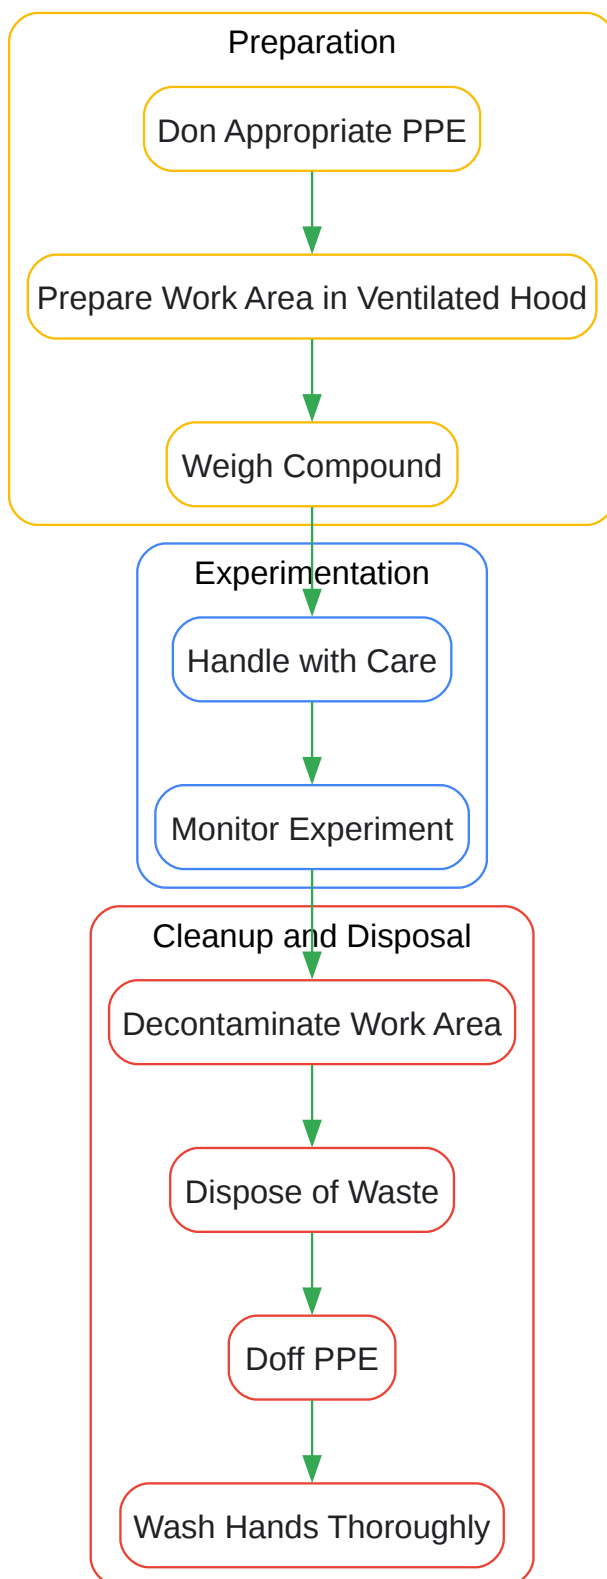 Preparation
Don Appropriate PPE
Prepare Work Area in Ventilated Hood
Weigh Compound
Experimentation
Handle with Care
Monitor Experiment
Cleanup and Disposal
Decontaminate Work Area
Dispose of Waste
Doff PPE
Wash Hands Thoroughly